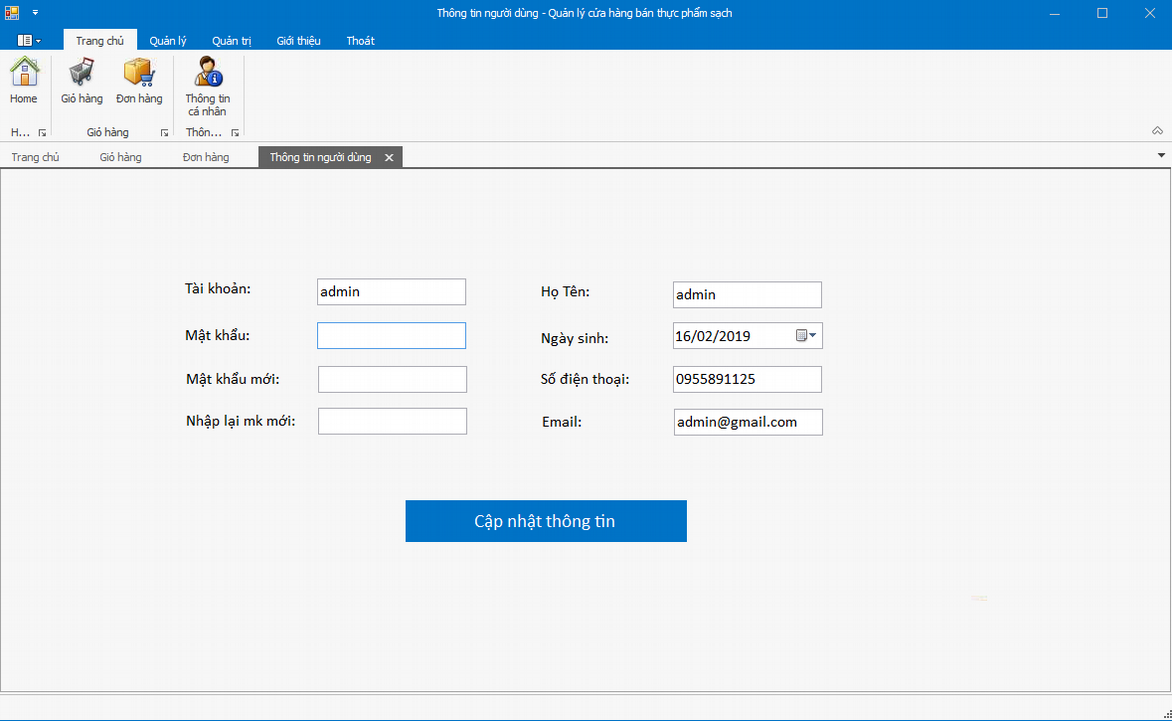 Thông tin người dùng - Quản lý cửa hàng bán thực phẩm sạch
Trang chủ Quản lý Quản trị Giới thiệu Thoát
Home Giỏ hàng Đơn hàng Thông tin
cá nhân
H... Giỏ hàng Thôn...
Trang chủ Giỏ hàng Đơn hàng Thông tin người dùng
Tài khoản: admin Họ Tên: admin
Mật khẩu: Ngày sinh: 16/02/2019
Mật khẩu mới: Số điện thoại: 0955891125
Nhập lại mk mới: Email: admin@gmail.com
Cập nhật thông tin